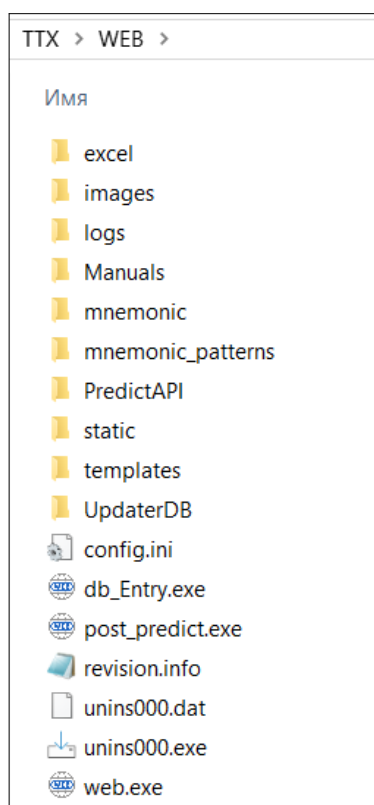 TTX > WEB >
Имя
excel
images
logs
Manuals
mnemonic
mnemonic_patterns
PredictAPI
static
templates
UpdaterDB
config.ini
db_Entry.exe
post_predict.exe
revision.info
unins000.dat
unins000.exe
web.exe